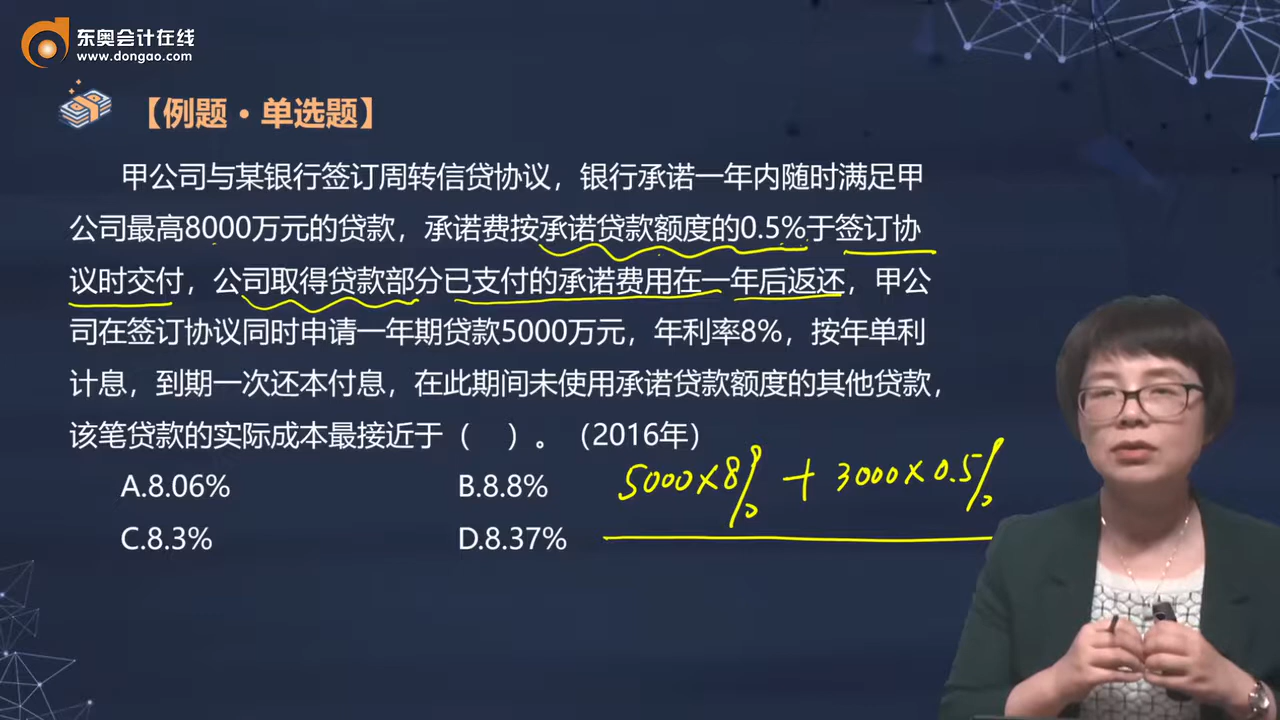 东奥会计在线
www.dongao.com
【例题·单选题】
甲公司与某银行签订周转信贷协议，银行承诺一年内随时满足甲
公司最高8000万元的贷款，承诺费按承诺贷款额度的0.5%于签订协
议时交付，公司取得贷款部分已支付的承诺费用在一年后返还，甲公
司在签订协议同时申请一年期贷款5000万元，年利率8%，按年单利
计息，到期一次还本付息，在此期间未使用承诺贷款额度的其他贷款，
该笔贷款的实际成本最接近于（　）。（2016年）
A.8.06% B.8.8%
5000×8% + 3000×0.5%
C.8.3% D.8.37%